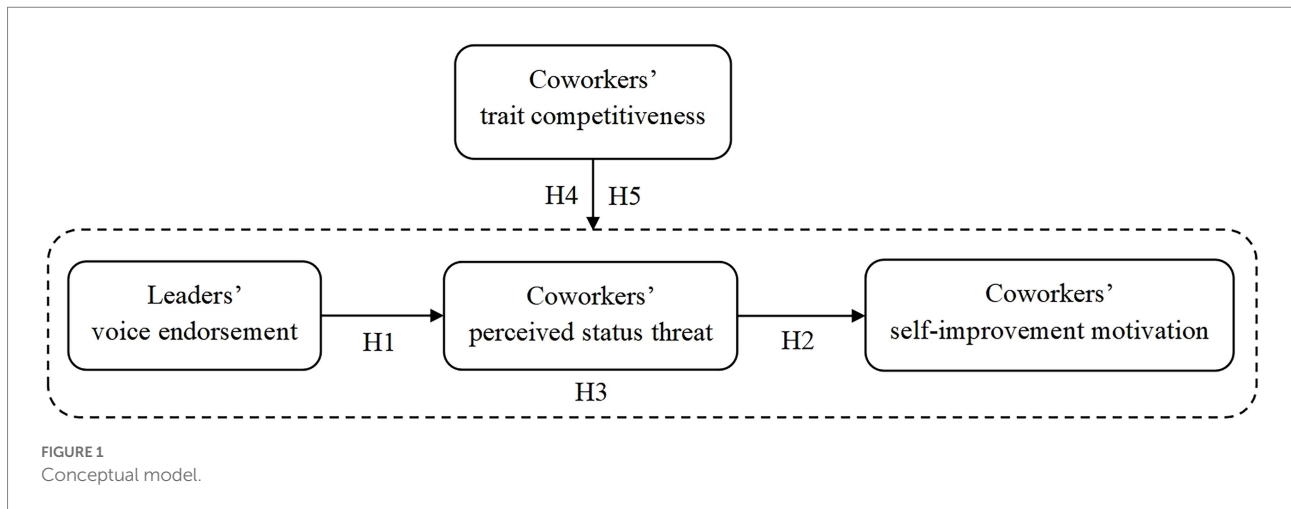 Coworkers’
trait competitiveness
H4 H5
Leaders’
voice endorsement
H1
Coworkers’
perceived status threat
H2
Coworkers’
self-improvement motivation
H3
FIGURE 1
Conceptual model.